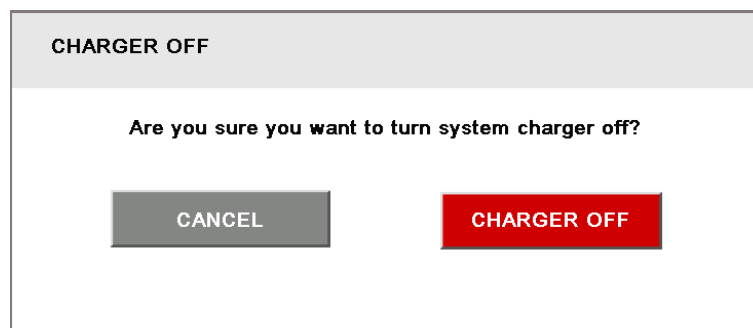 CHARGER OFF
Are you sure you want to turn system charger off?
CANCEL
CHARGER OFF